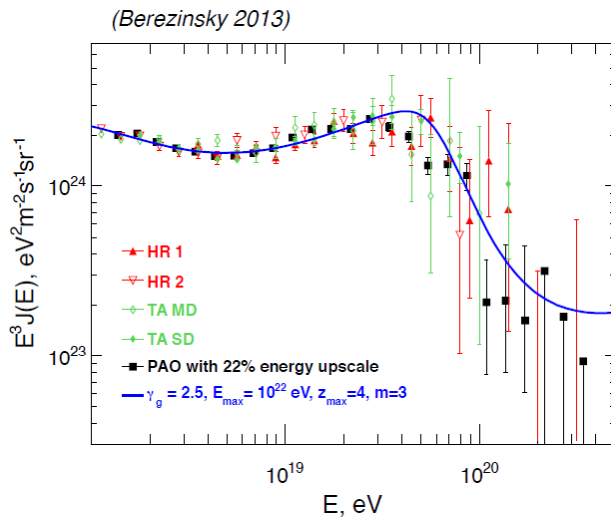 (Berezinsky 2013)
E³J(E), eV²m⁻²s⁻¹sr⁻¹
10²⁴
10²³
HR 1
HR 2
TA MD
TA SD
PAO with 22% energy upscale
γg = 2.5, Emax= 10²² eV, zmax=4, m=3
10¹⁹
10²⁰
E, eV